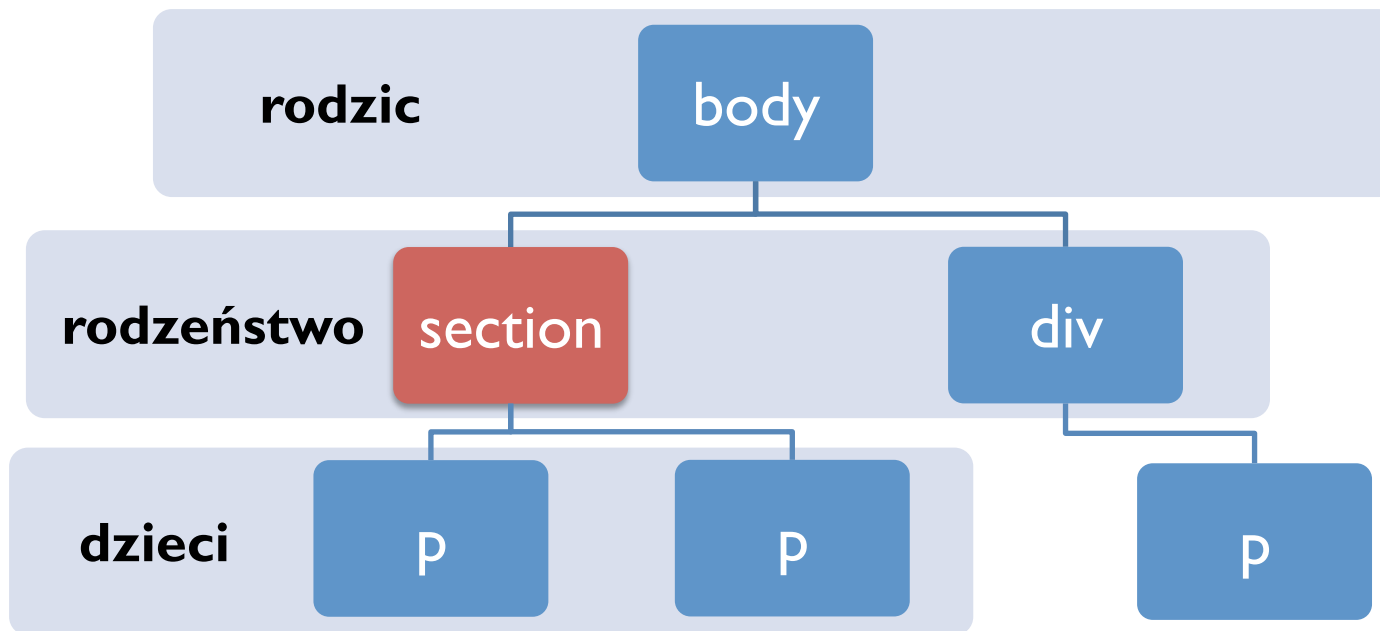 rodzic
body
rodzeństwo
section
div
dzieci
p
p
p